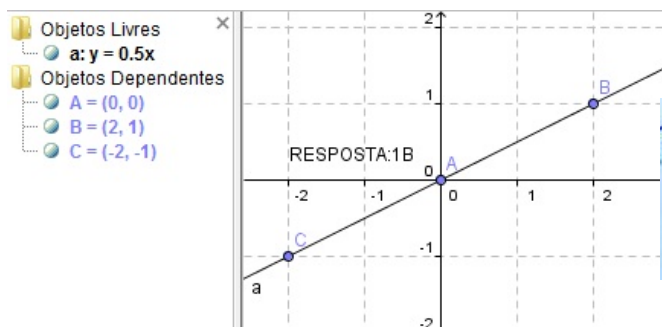 Objetos Livres
a: y = 0.5x
Objetos Dependentes
A = (0, 0)
B = (2, 1)
C = (-2, -1)
2
B
1
RESPOSTA:1B
A
0
-2 -1 0 1 2
C
-1
a
-2